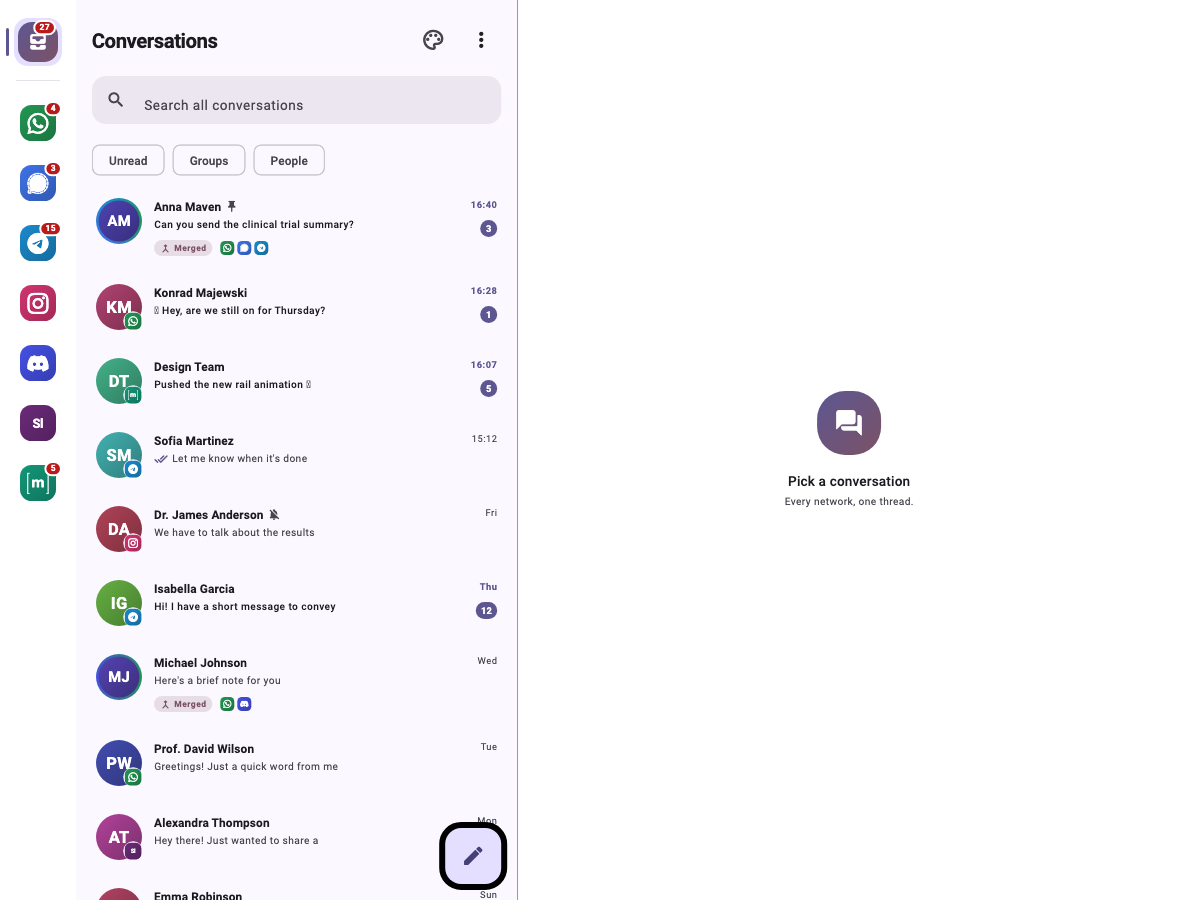 27
Conversations
Search all conversations
4
Unread
Groups
People
3
Anna Maven
16:40
Can you send the clinical trial summary?
3
Merged
15
Konrad Majewski
16:28
KM
Hey, are we still on for Thursday?
1
AM
Design Team
16:07
DT
Pushed the new rail animation
5
[m]
Sofia Martinez
15:12
SM
Let me know when it's done
Sl
5
[m]
Dr. James Anderson
Fri
DA
We have to talk about the results
Isabella Garcia
Thu
IG
Hi! I have a short message to convey
12
Michael Johnson
Wed
MJ
Here's a brief note for you
Merged
Prof. David Wilson
Tue
PW
Greetings! Just a quick word from me
Alexandra Thompson
Mon
AT
Hey there! Just wanted to share a
Sl
Emma Robinson
Sun
Pick a conversation
Every network, one thread.